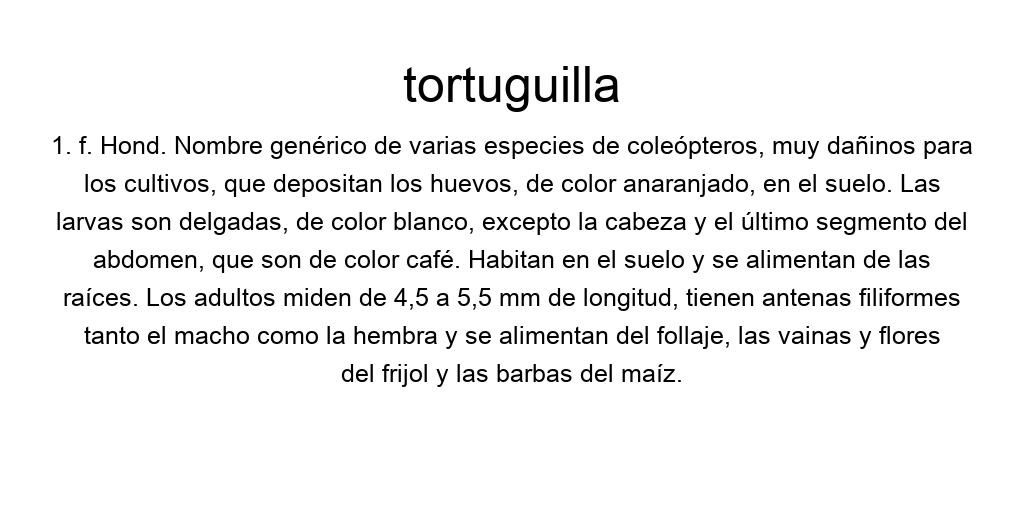 tortuguilla
1. f. Hond. Nombre genérico de varias especies de coleópteros, muy dañinos para
los cultivos, que depositan los huevos, de color anaranjado, en el suelo. Las
larvas son delgadas, de color blanco, excepto la cabeza y el último segmento del
abdomen, que son de color café. Habitan en el suelo y se alimentan de las
raíces. Los adultos miden de 4,5 a 5,5 mm de longitud, tienen antenas filiformes
tanto el macho como la hembra y se alimentan del follaje, las vainas y flores
del frijol y las barbas del maíz.